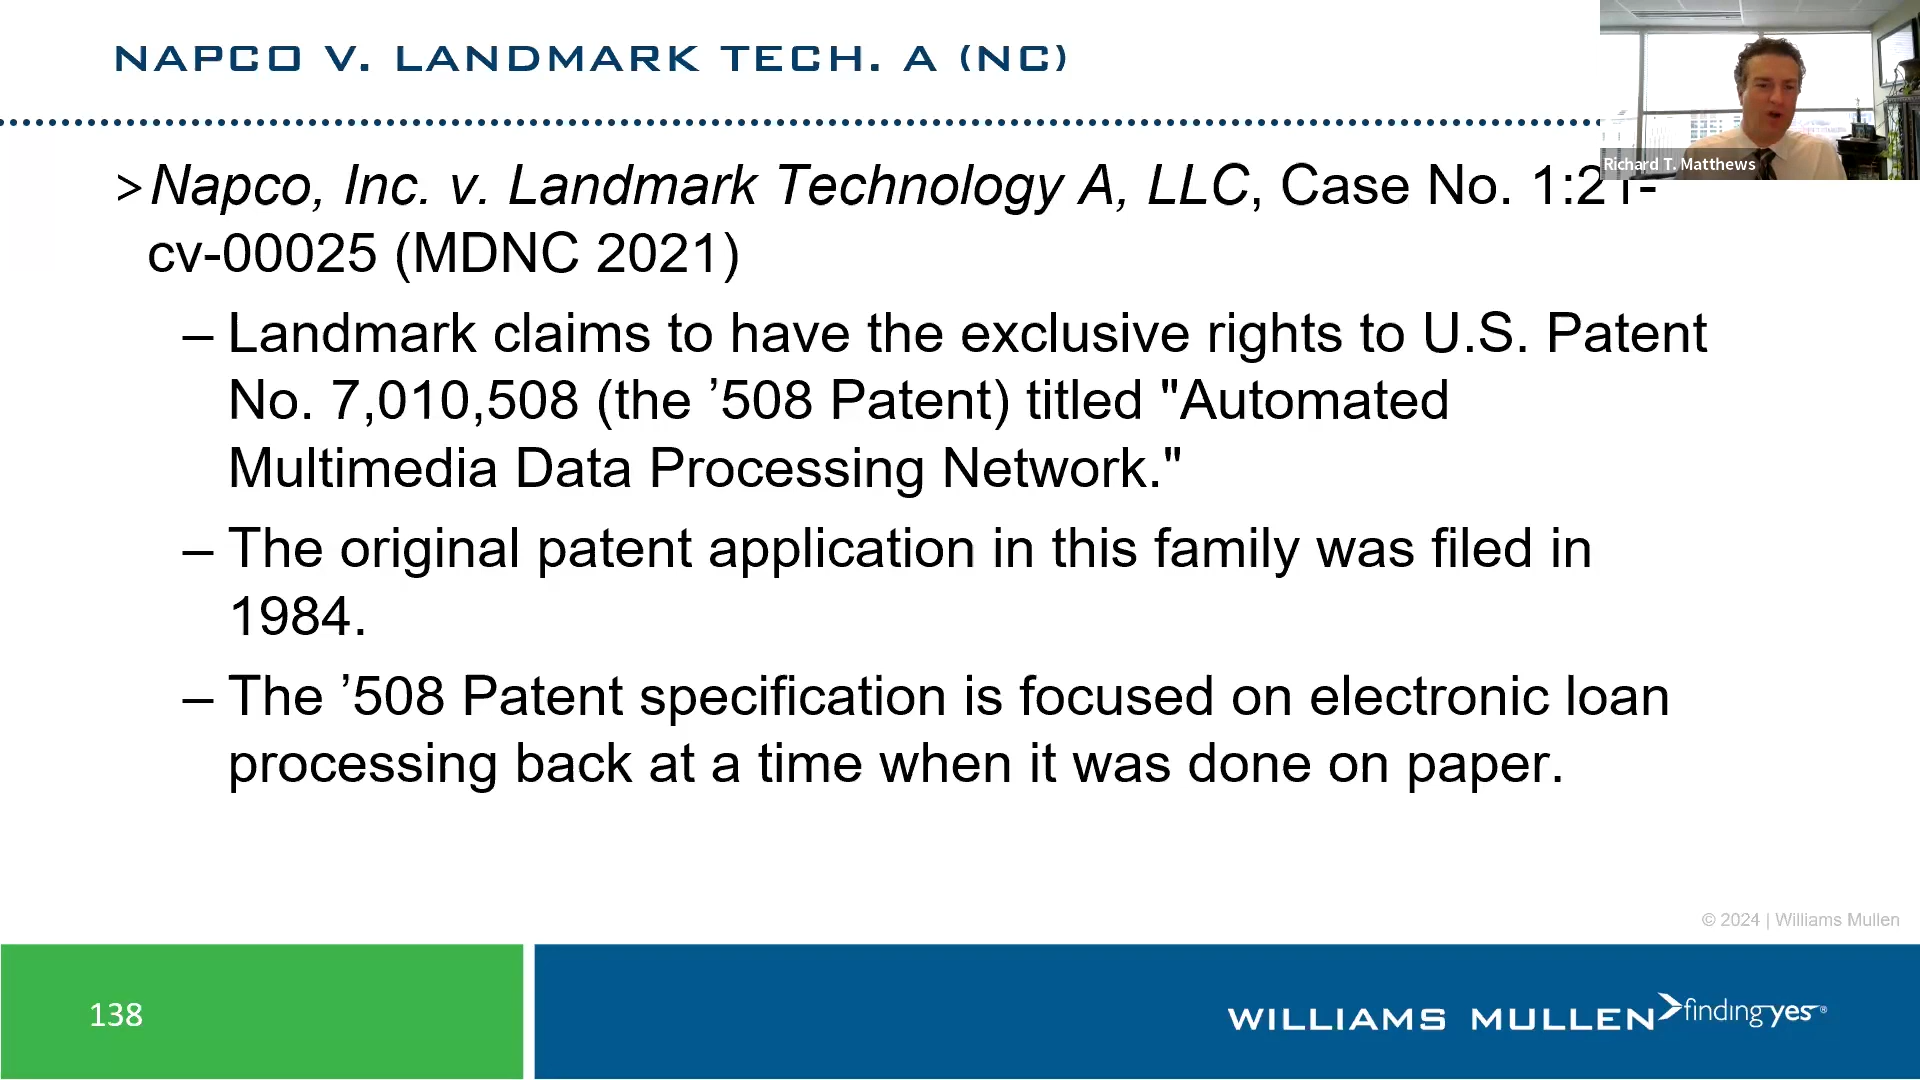 NAPCO V. LANDMARK TECH. A (NC)
Richard T. Matthews
>Napco, Inc. v. Landmark Technology A, LLC, Case No. 1:21-
cv-00025 (MDNC 2021)
– Landmark claims to have the exclusive rights to U.S. Patent
No. 7,010,508 (the ’508 Patent) titled "Automated
Multimedia Data Processing Network."
– The original patent application in this family was filed in
1984.
– The ’508 Patent specification is focused on electronic loan
processing back at a time when it was done on paper.
© 2024 | Williams Mullen
138
WILLIAMS MULLEN findingyes®